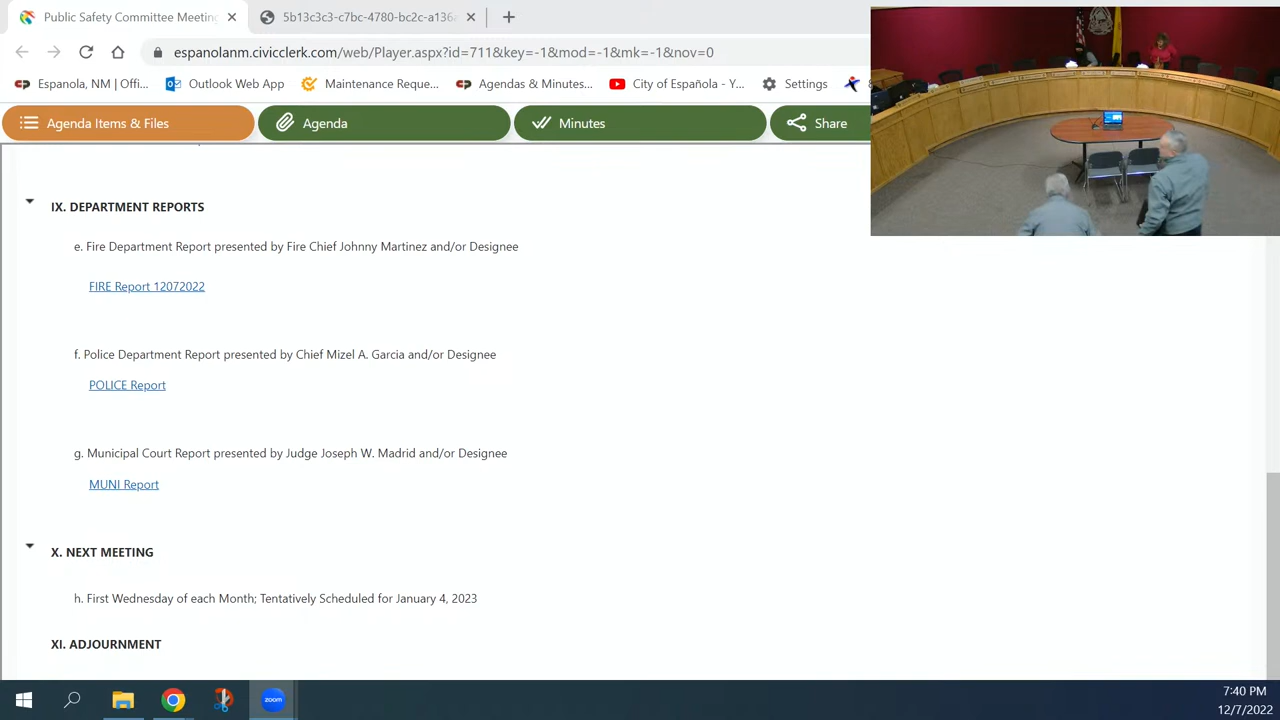 Public Safety Committee Meeting
5b13c3c3-c7bc-4780-bc2c-a136a
espanolanm.civicclerk.com/web/Player.aspx?id=711&key=-1&mod=-1&mk=-1&nov=0
Espanola, NM | Offi...
Outlook Web App
Maintenance Reque...
Agendas & Minutes...
City of Española - Y...
Settings
Agenda Items & Files
Agenda
Minutes
Share
IX. DEPARTMENT REPORTS
e. Fire Department Report presented by Fire Chief Johnny Martinez and/or Designee
FIRE Report 12072022
f. Police Department Report presented by Chief Mizel A. Garcia and/or Designee
POLICE Report
g. Municipal Court Report presented by Judge Joseph W. Madrid and/or Designee
MUNI Report
X. NEXT MEETING
h. First Wednesday of each Month; Tentatively Scheduled for January 4, 2023
XI. ADJOURNMENT
zoom
7:40 PM
12/7/2022